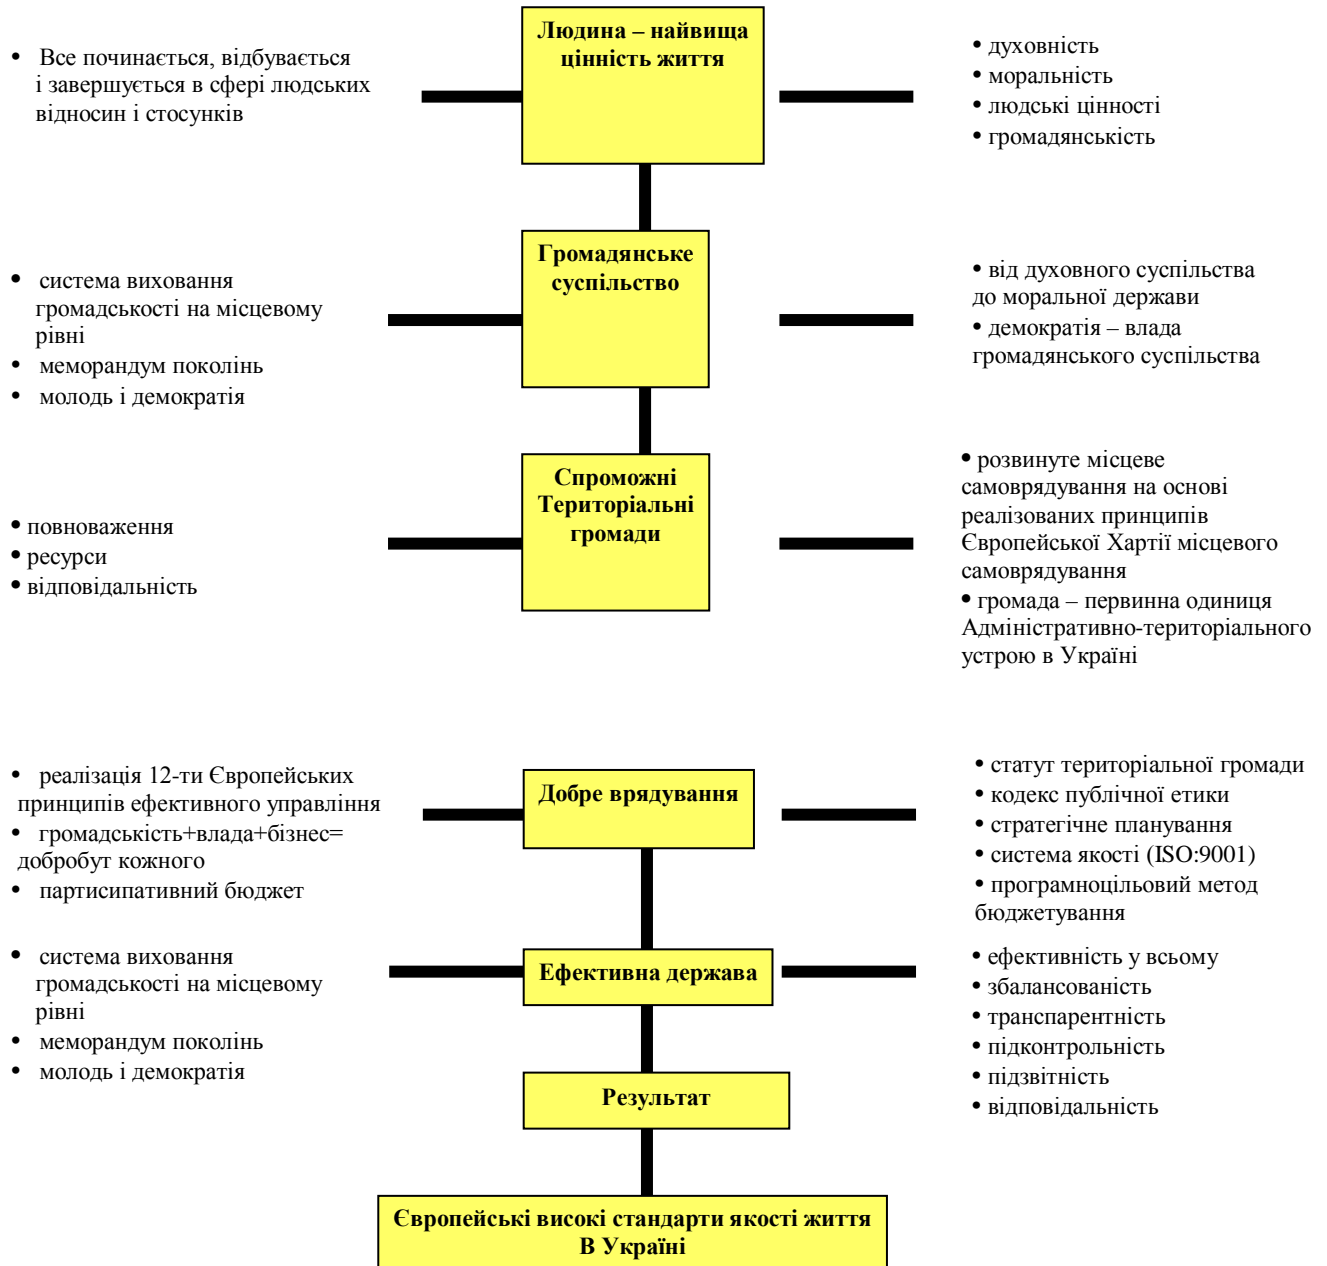 Людина – найвища
цінність життя
• Все починається, відбувається
і завершується в сфері людських
відносин і стосунків
• духовність
• моральність
• людські цінності
• громадянськість
Громадянське
суспільство
• система виховання
громадськості на місцевому
рівні
• меморандум поколінь
• молодь і демократія
• від духовного суспільства
до моральної держави
• демократія – влада
громадянського суспільства
Спроможні
Територіальні
громади
• повноваження
• ресурси
• відповідальність
• розвинуте місцеве
самоврядування на основі
реалізованих принципів
Європейської Хартії місцевого
самоврядування
• громада – первинна одиниця
Адміністративно-територіального
устрою в Україні
Добре врядування
• реалізація 12-ти Європейських
принципів ефективного управління
• громадськість+влада+бізнес=
добробут кожного
• партисипативний бюджет
• статут територіальної громади
• кодекс публічної етики
• стратегічне планування
• система якості (ISO:9001)
• програмноцільовий метод
бюджетування
Ефективна держава
• система виховання
громадськості на місцевому
рівні
• меморандум поколінь
• молодь і демократія
• ефективність у всьому
• збалансованість
• транспарентність
• підконтрольність
• підзвітність
• відповідальність
Результат
Європейські високі стандарти якості життя
В Україні